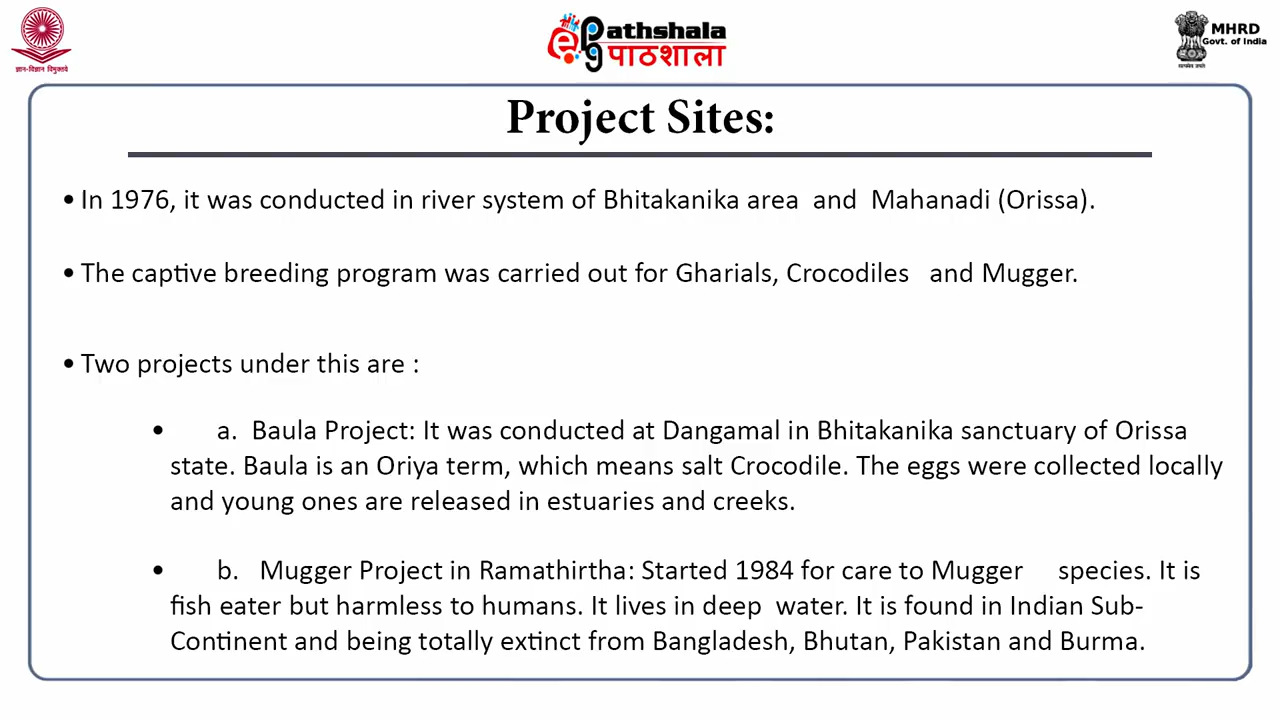 ज्ञान-विज्ञान विमुक्तये
ePG Pathshala
पाठशाला
MHRD
Govt. of India
सत्यमेव जयते
Project Sites:
• In 1976, it was conducted in river system of Bhitakanika area and Mahanadi (Orissa).
• The captive breeding program was carried out for Gharials, Crocodiles and Mugger.
• Two projects under this are :
• a. Baula Project: It was conducted at Dangamal in Bhitakanika sanctuary of Orissa
state. Baula is an Oriya term, which means salt Crocodile. The eggs were collected locally
and young ones are released in estuaries and creeks.
• b. Mugger Project in Ramathirtha: Started 1984 for care to Mugger species. It is
fish eater but harmless to humans. It lives in deep water. It is found in Indian Sub-
Continent and being totally extinct from Bangladesh, Bhutan, Pakistan and Burma.